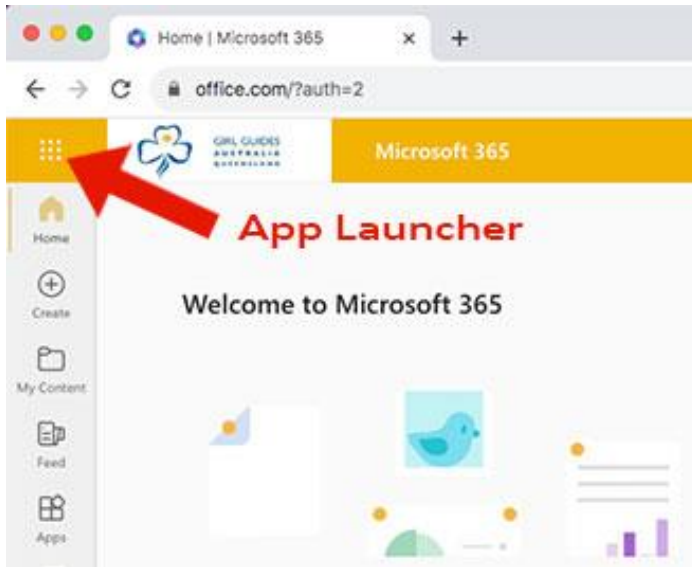 Home | Microsoft 365
office.com/?auth=2
GIRL GUIDES
AUSTRALIA
QUEENSLAND
Microsoft 365
App Launcher
Home
Create
My Content
Feed
Apps
Welcome to Microsoft 365